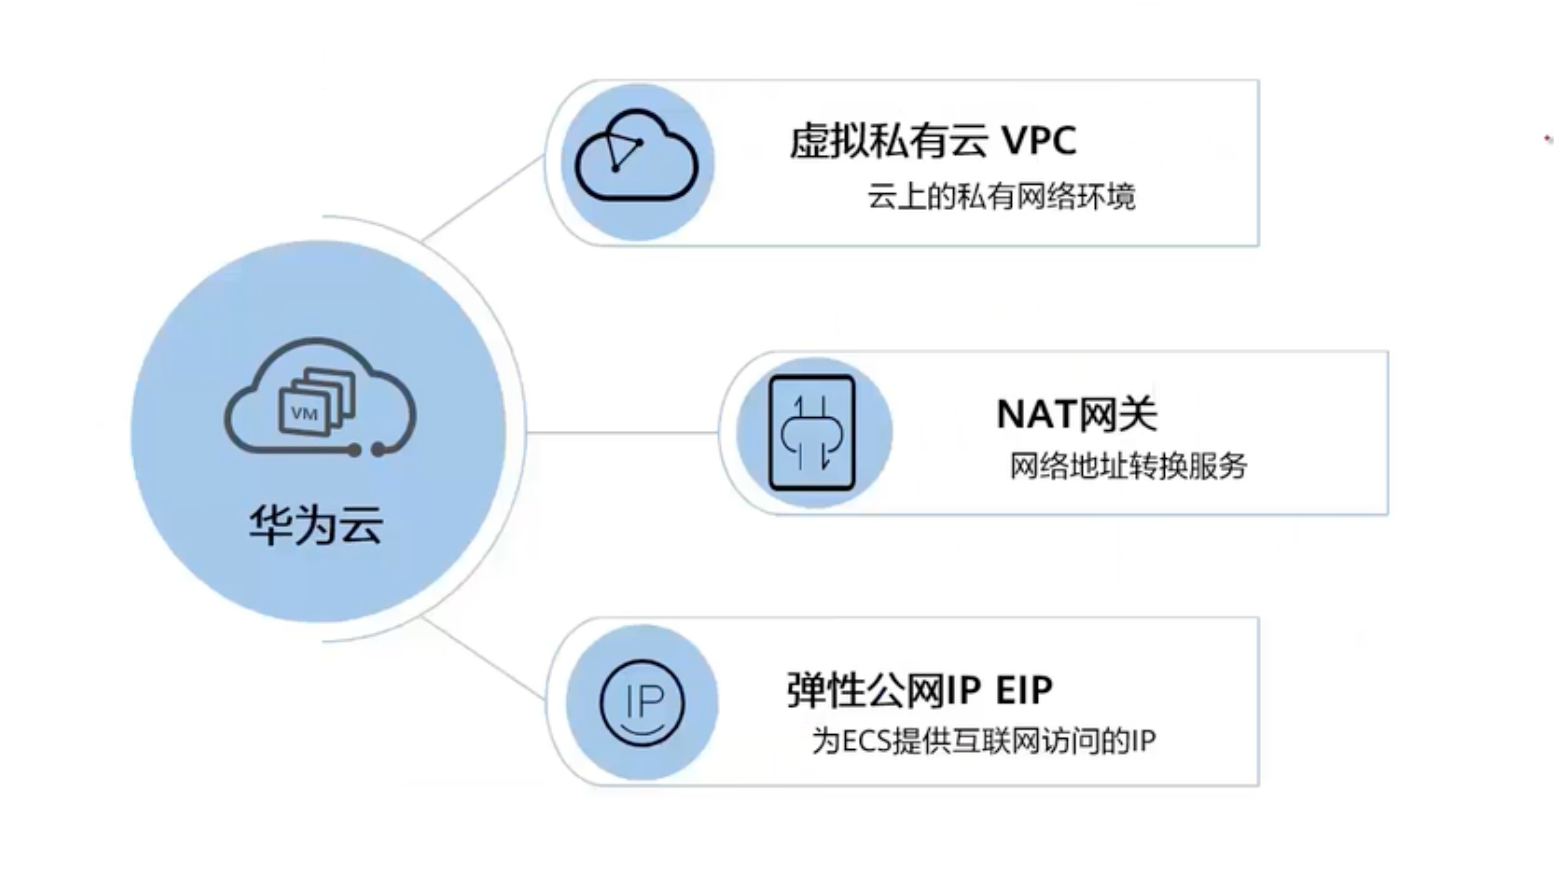 虚拟私有云 VPC
云上的私有网络环境
VM
华为云
NAT网关
网络地址转换服务
IP
弹性公网IP EIP
为ECS提供互联网访问的IP